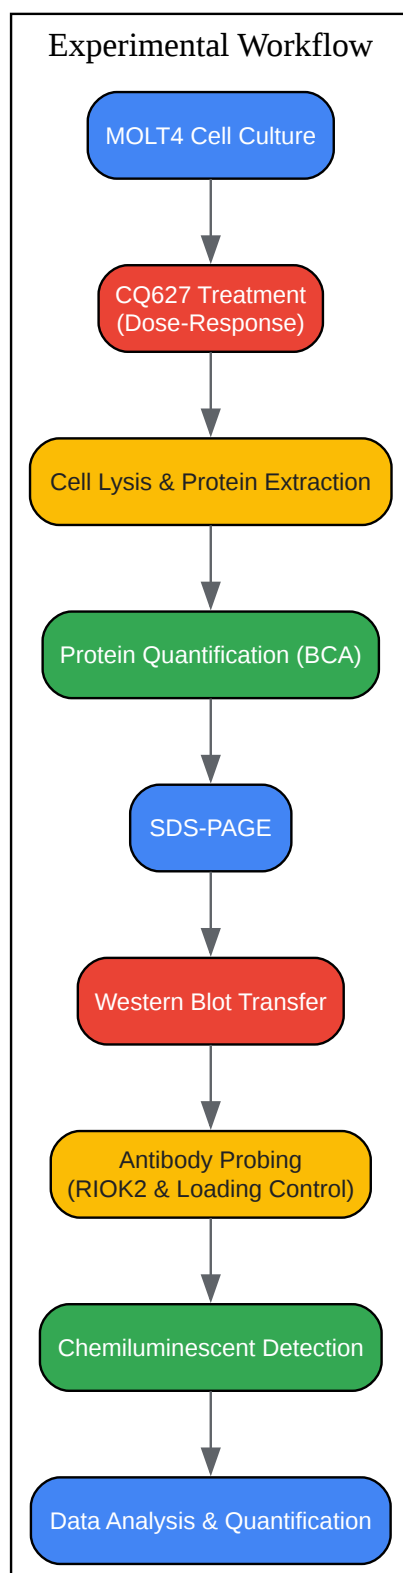 Experimental Workflow
MOLT4 Cell Culture
CQ627 Treatment
(Dose-Response)
Cell Lysis & Protein Extraction
Protein Quantification (BCA)
SDS-PAGE
Western Blot Transfer
Antibody Probing
(RIOK2 & Loading Control)
Chemiluminescent Detection
Data Analysis & Quantification